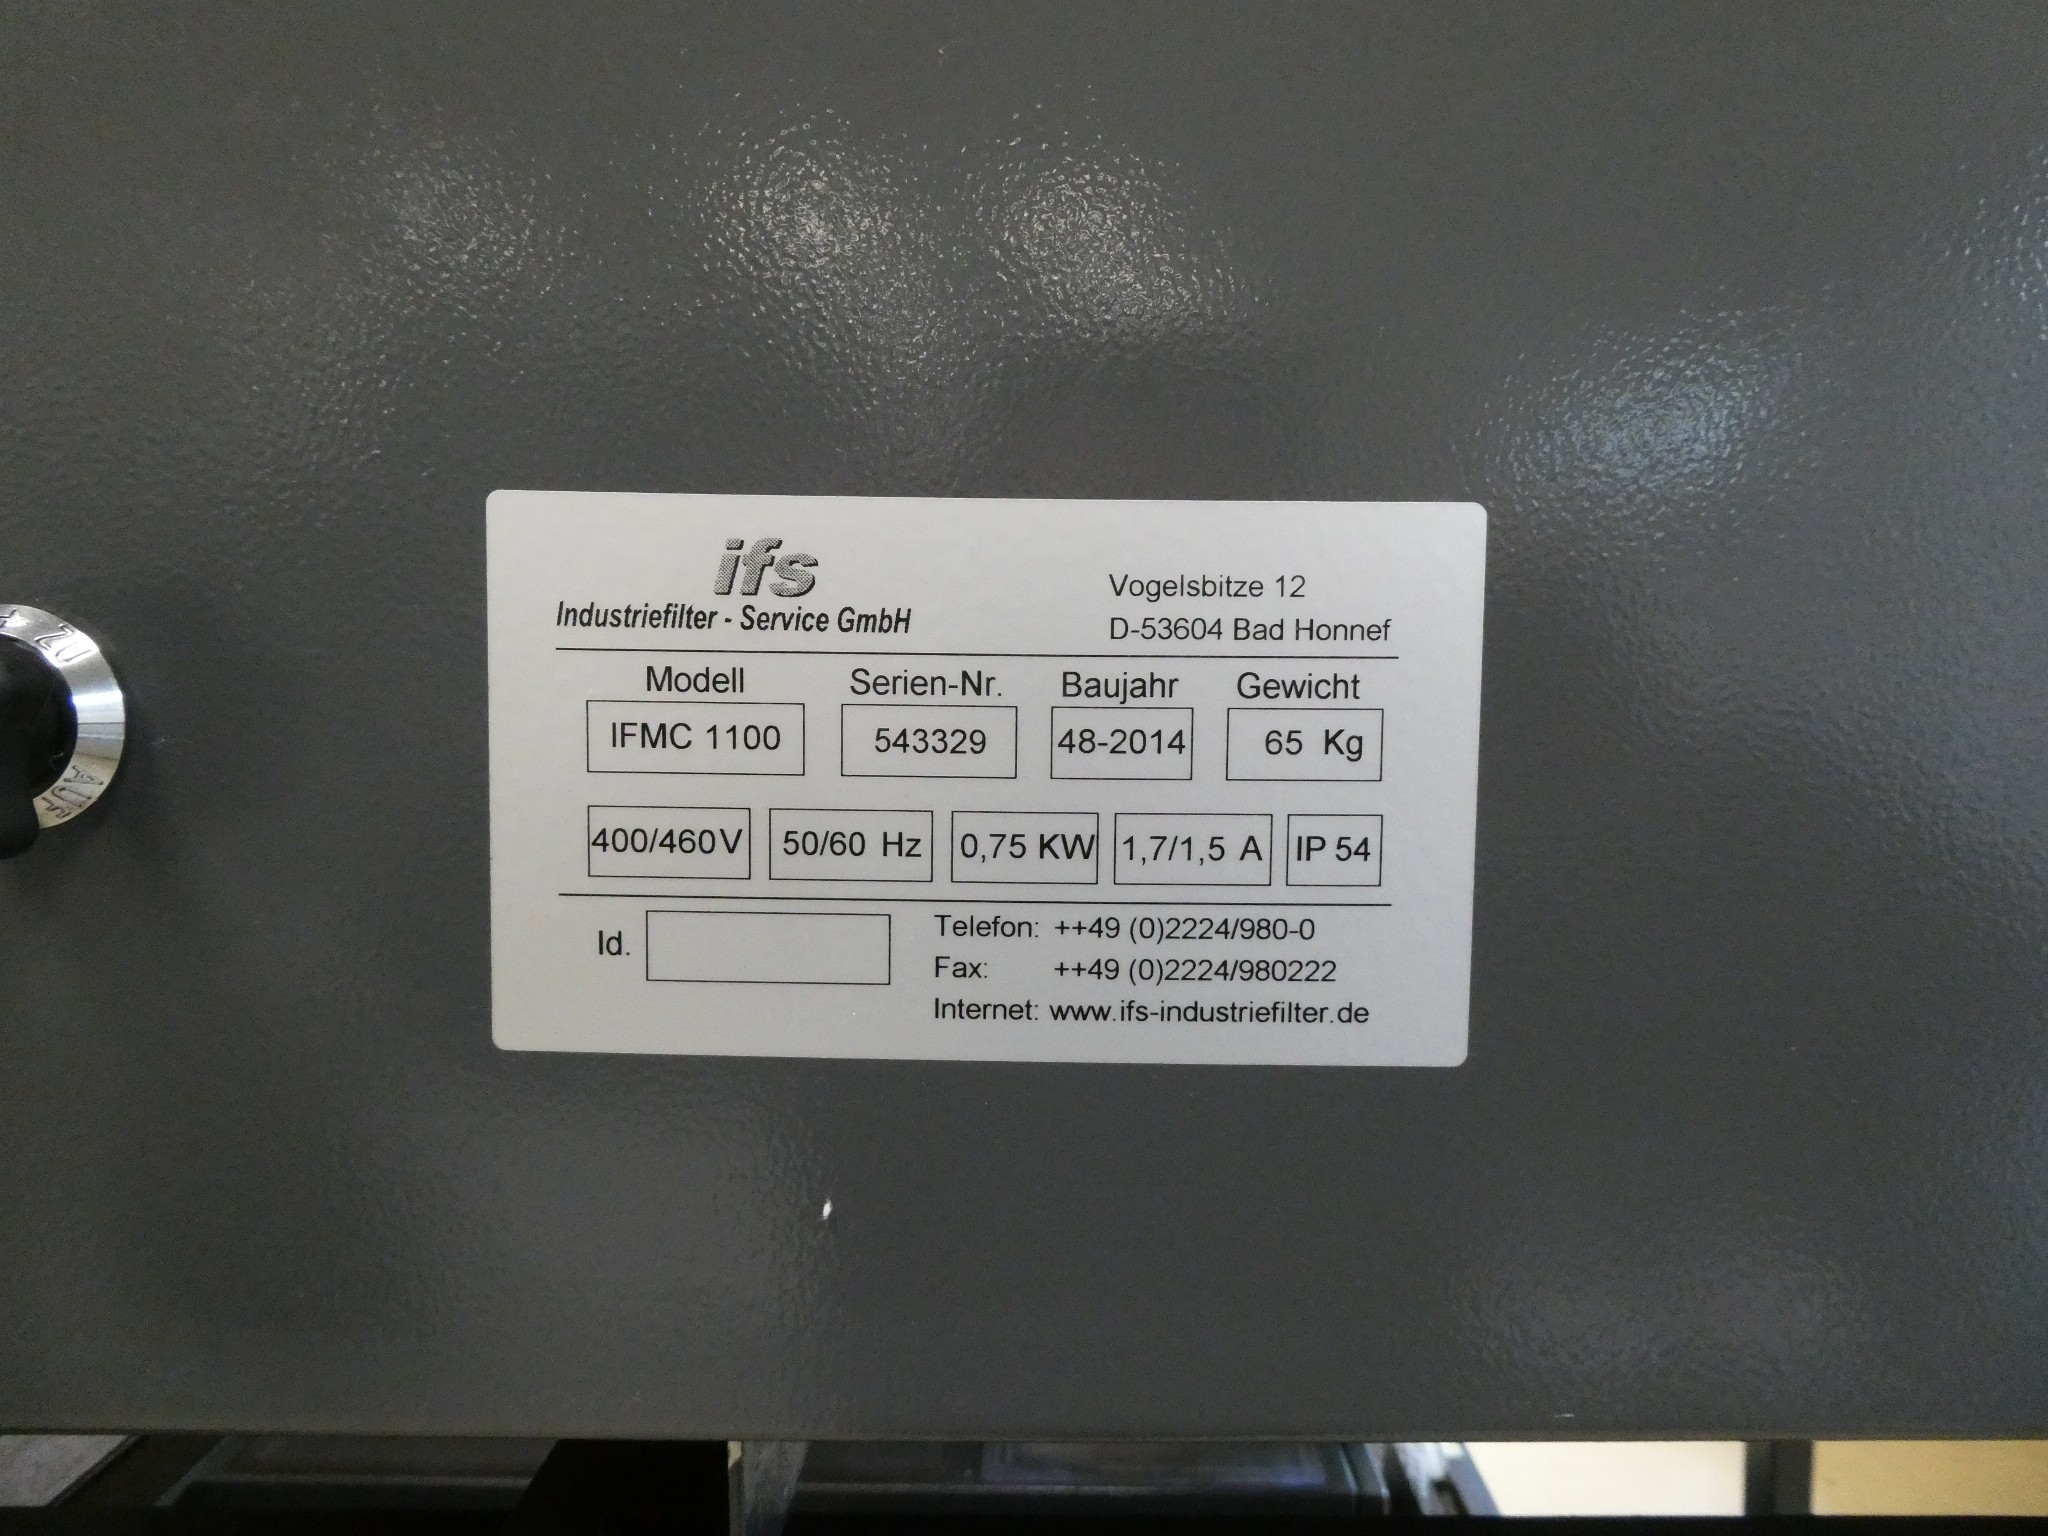 ifs
Industriefilter - Service GmbH
Vogelsbitze 12
D-53604 Bad Honnef
Modell Serien-Nr. Baujahr Gewicht
IFMC 1100 543329 48-2014 65 Kg
400/460V 50/60 Hz 0,75 KW 1,7/1,5 A IP 54
Id.
Telefon: ++49 (0)2224/980-0
Fax: ++49 (0)2224/980222
Internet: www.ifs-industriefilter.de
ZU
AUF